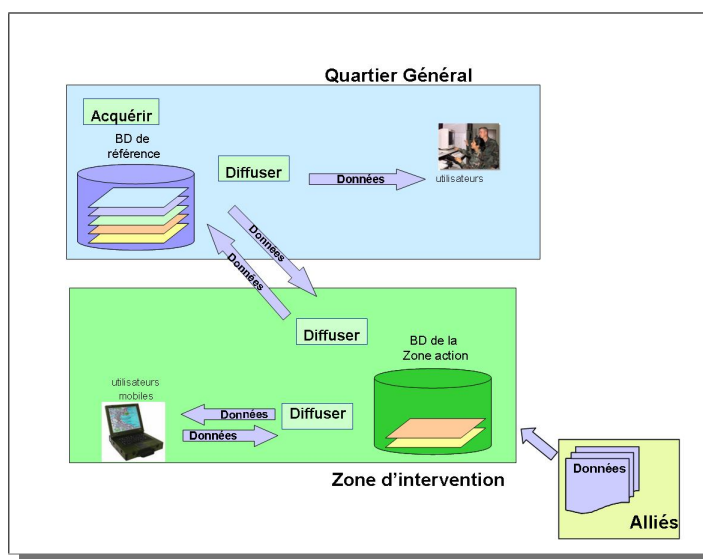 Quartier Général
Acquérir
BD de
référence
Diffuser
Données
utilisateurs
Données
Données
Diffuser
BD de la
Zone action
utilisateurs
mobiles
Données
Diffuser
Données
Zone d'intervention
Données
Alliés